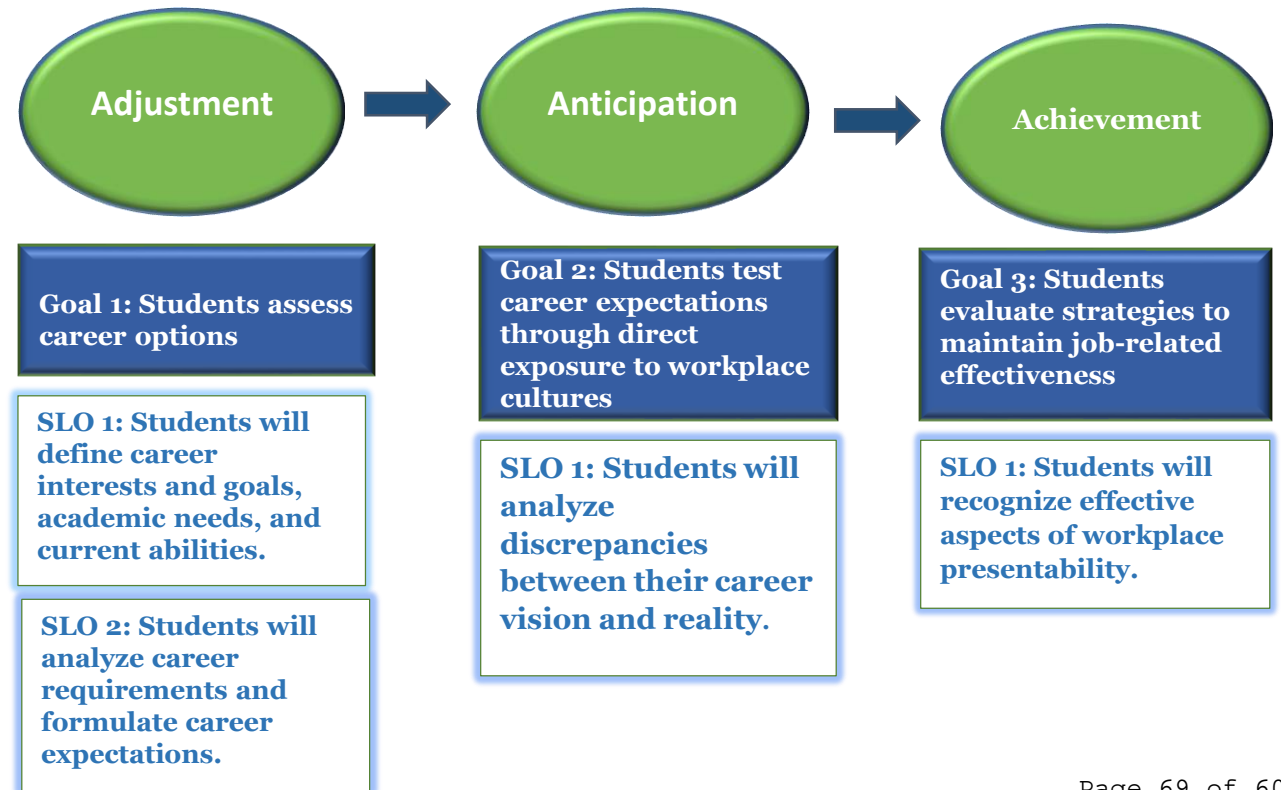 Adjustment
Anticipation
Achievement
Goal 1: Students assess
career options
SLO 1: Students will
define career
interests and goals,
academic needs, and
current abilities.
SLO 2: Students will
analyze career
requirements and
formulate career
expectations.
Goal 2: Students test
career expectations
through direct
exposure to workplace
cultures
SLO 1: Students will
analyze
discrepancies
between their career
vision and reality.
Goal 3: Students
evaluate strategies to
maintain job-related
effectiveness
SLO 1: Students will
recognize effective
aspects of workplace
presentability.
Page 69 of 60